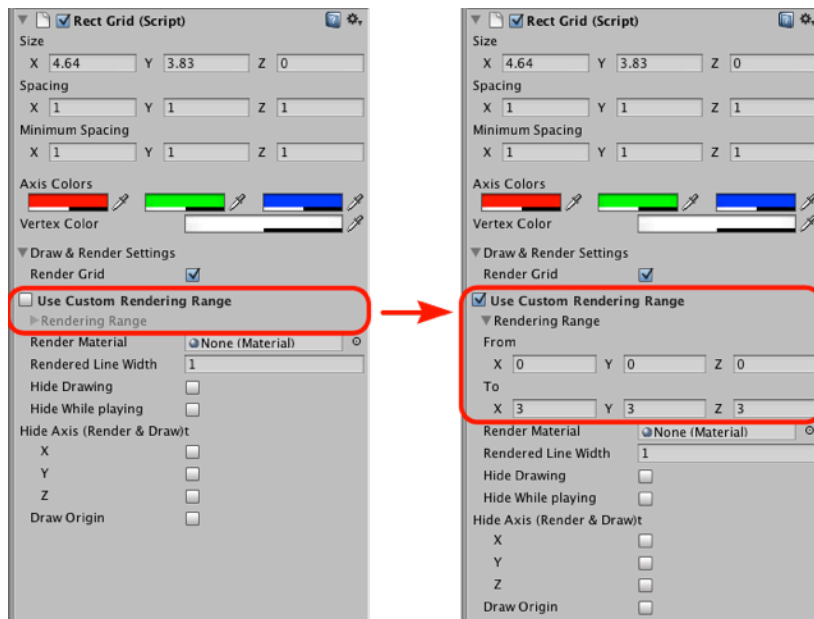 Rect Grid (Script)
Size
X 4.64 Y 3.83 Z 0
Spacing
X 1 Y 1 Z 1
Minimum Spacing
X 1 Y 1 Z 1
Axis Colors
Vertex Color
Draw & Render Settings
Render Grid
Use Custom Rendering Range
Rendering Range
Render Material None (Material)
Rendered Line Width 1
Hide Drawing
Hide While playing
Hide Axis (Render & Draw)t
X
Y
Z
Draw Origin
Rect Grid (Script)
Size
X 4.64 Y 3.83 Z 0
Spacing
X 1 Y 1 Z 1
Minimum Spacing
X 1 Y 1 Z 1
Axis Colors
Vertex Color
Draw & Render Settings
Render Grid
Use Custom Rendering Range
Rendering Range
From
X 0 Y 0 Z 0
To
X 3 Y 3 Z 3
Render Material None (Material)
Rendered Line Width 1
Hide Drawing
Hide While playing
Hide Axis (Render & Draw)t
X
Y
Z
Draw Origin